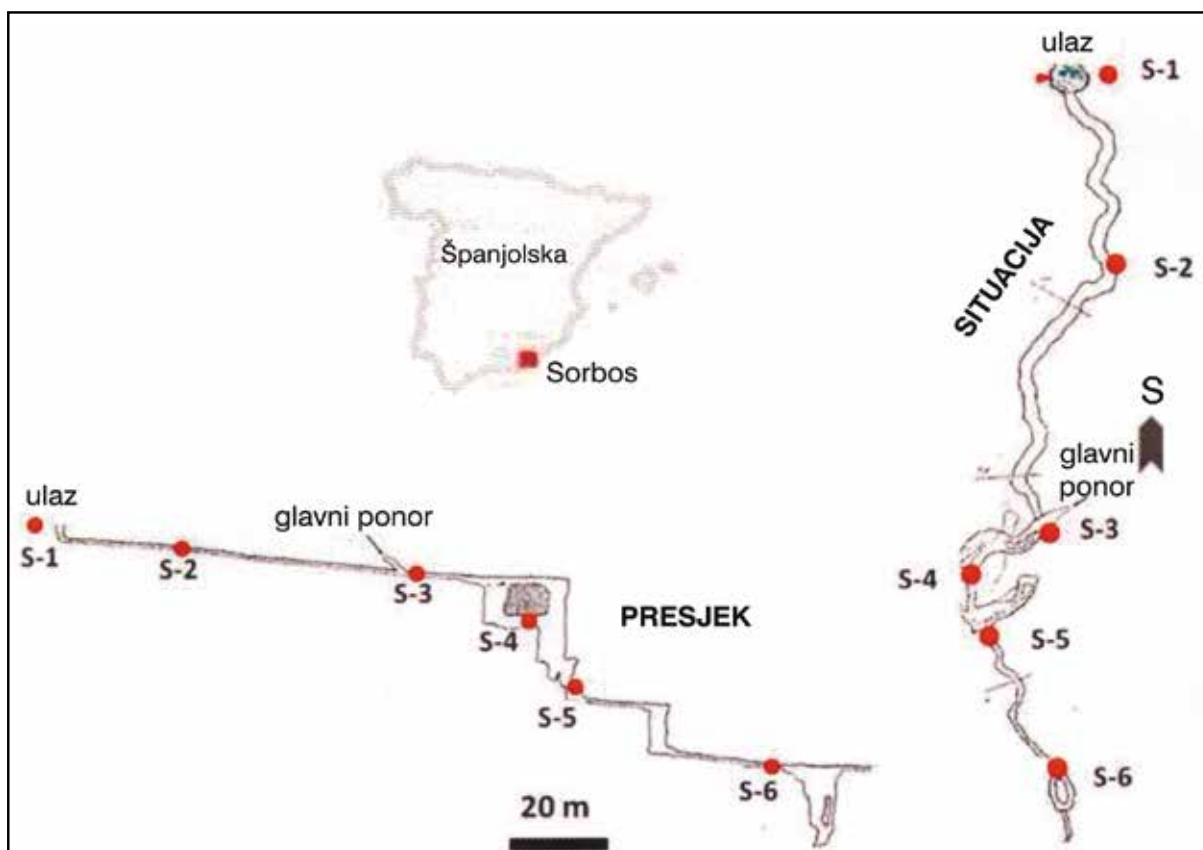 ulaz
S-1
SITUACIJA
S-2
S
glavni
ponor
S-3
S-4
S-5
S-6
Španjolska
Sorbos
ulaz
S-1
S-2
glavni ponor
S-3
S-4
PRESJEK
S-5
S-6
20 m